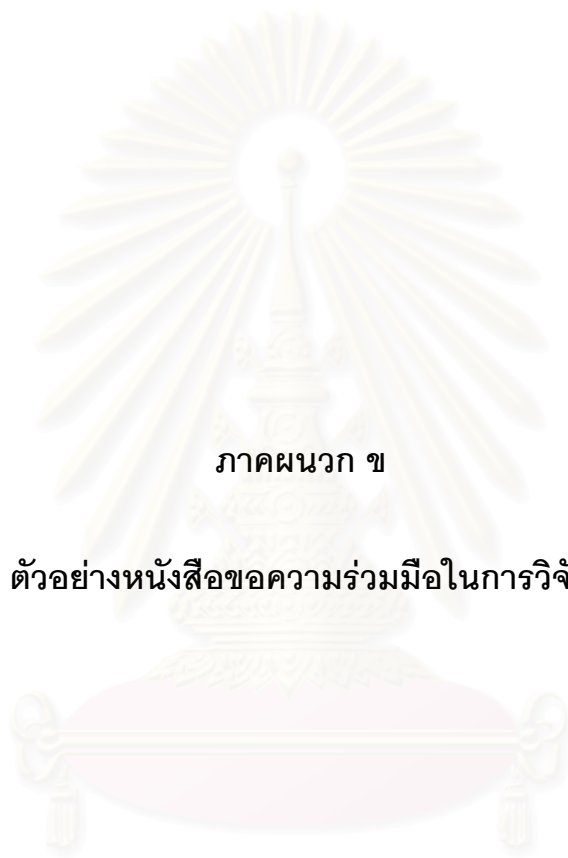 ภาคผนวก ข
ตัวอย่างหนังสือขอความร่วมมือในการวิจั